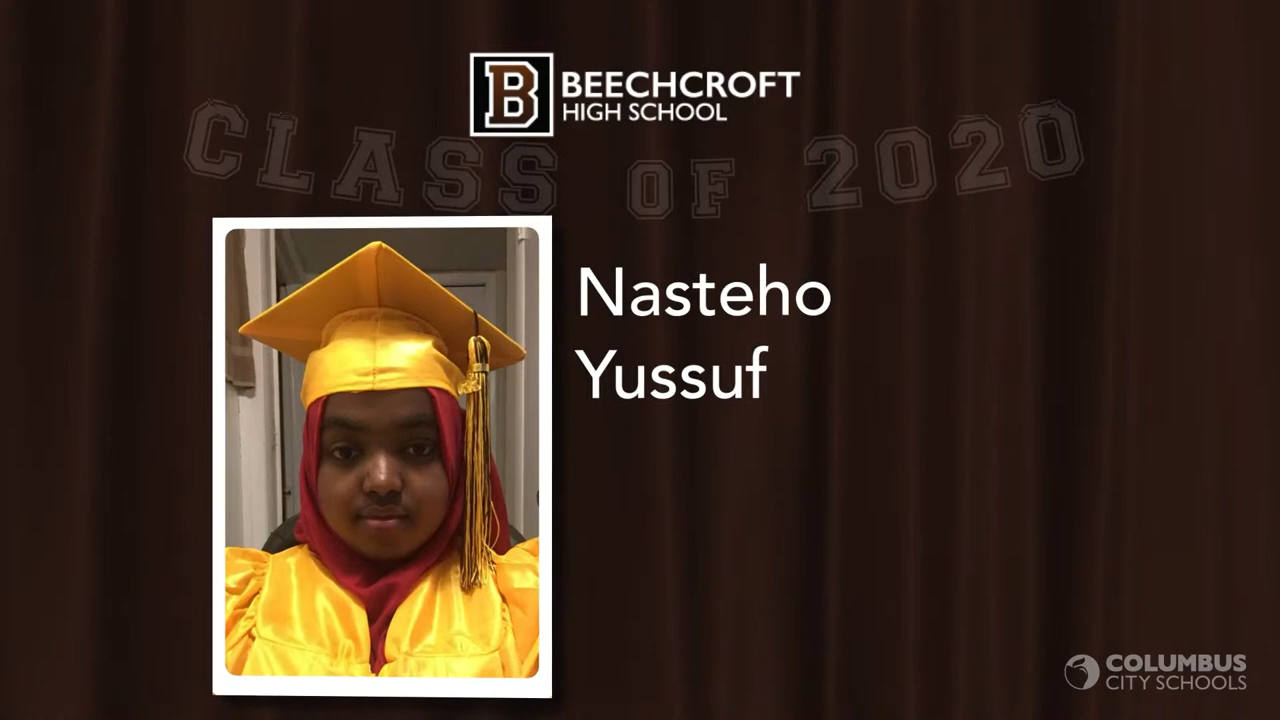 B
BEECHCROFT
HIGH SCHOOL
CLASS OF 2020
Nasteho
Yussuf
COLUMBUS
CITY SCHOOLS